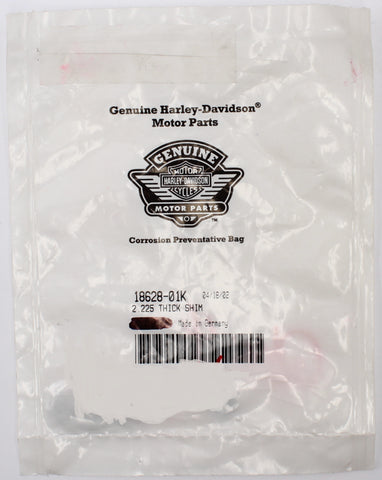 Genuine Harley-Davidson®
Motor Parts
GENUINE
MOTOR
HARLEY-DAVIDSON
CYCLES
MOTOR PARTS
™
Corrosion Preventative Bag
18628-01K 04/18/02
2.225 THICK SHIM
Made in Germany